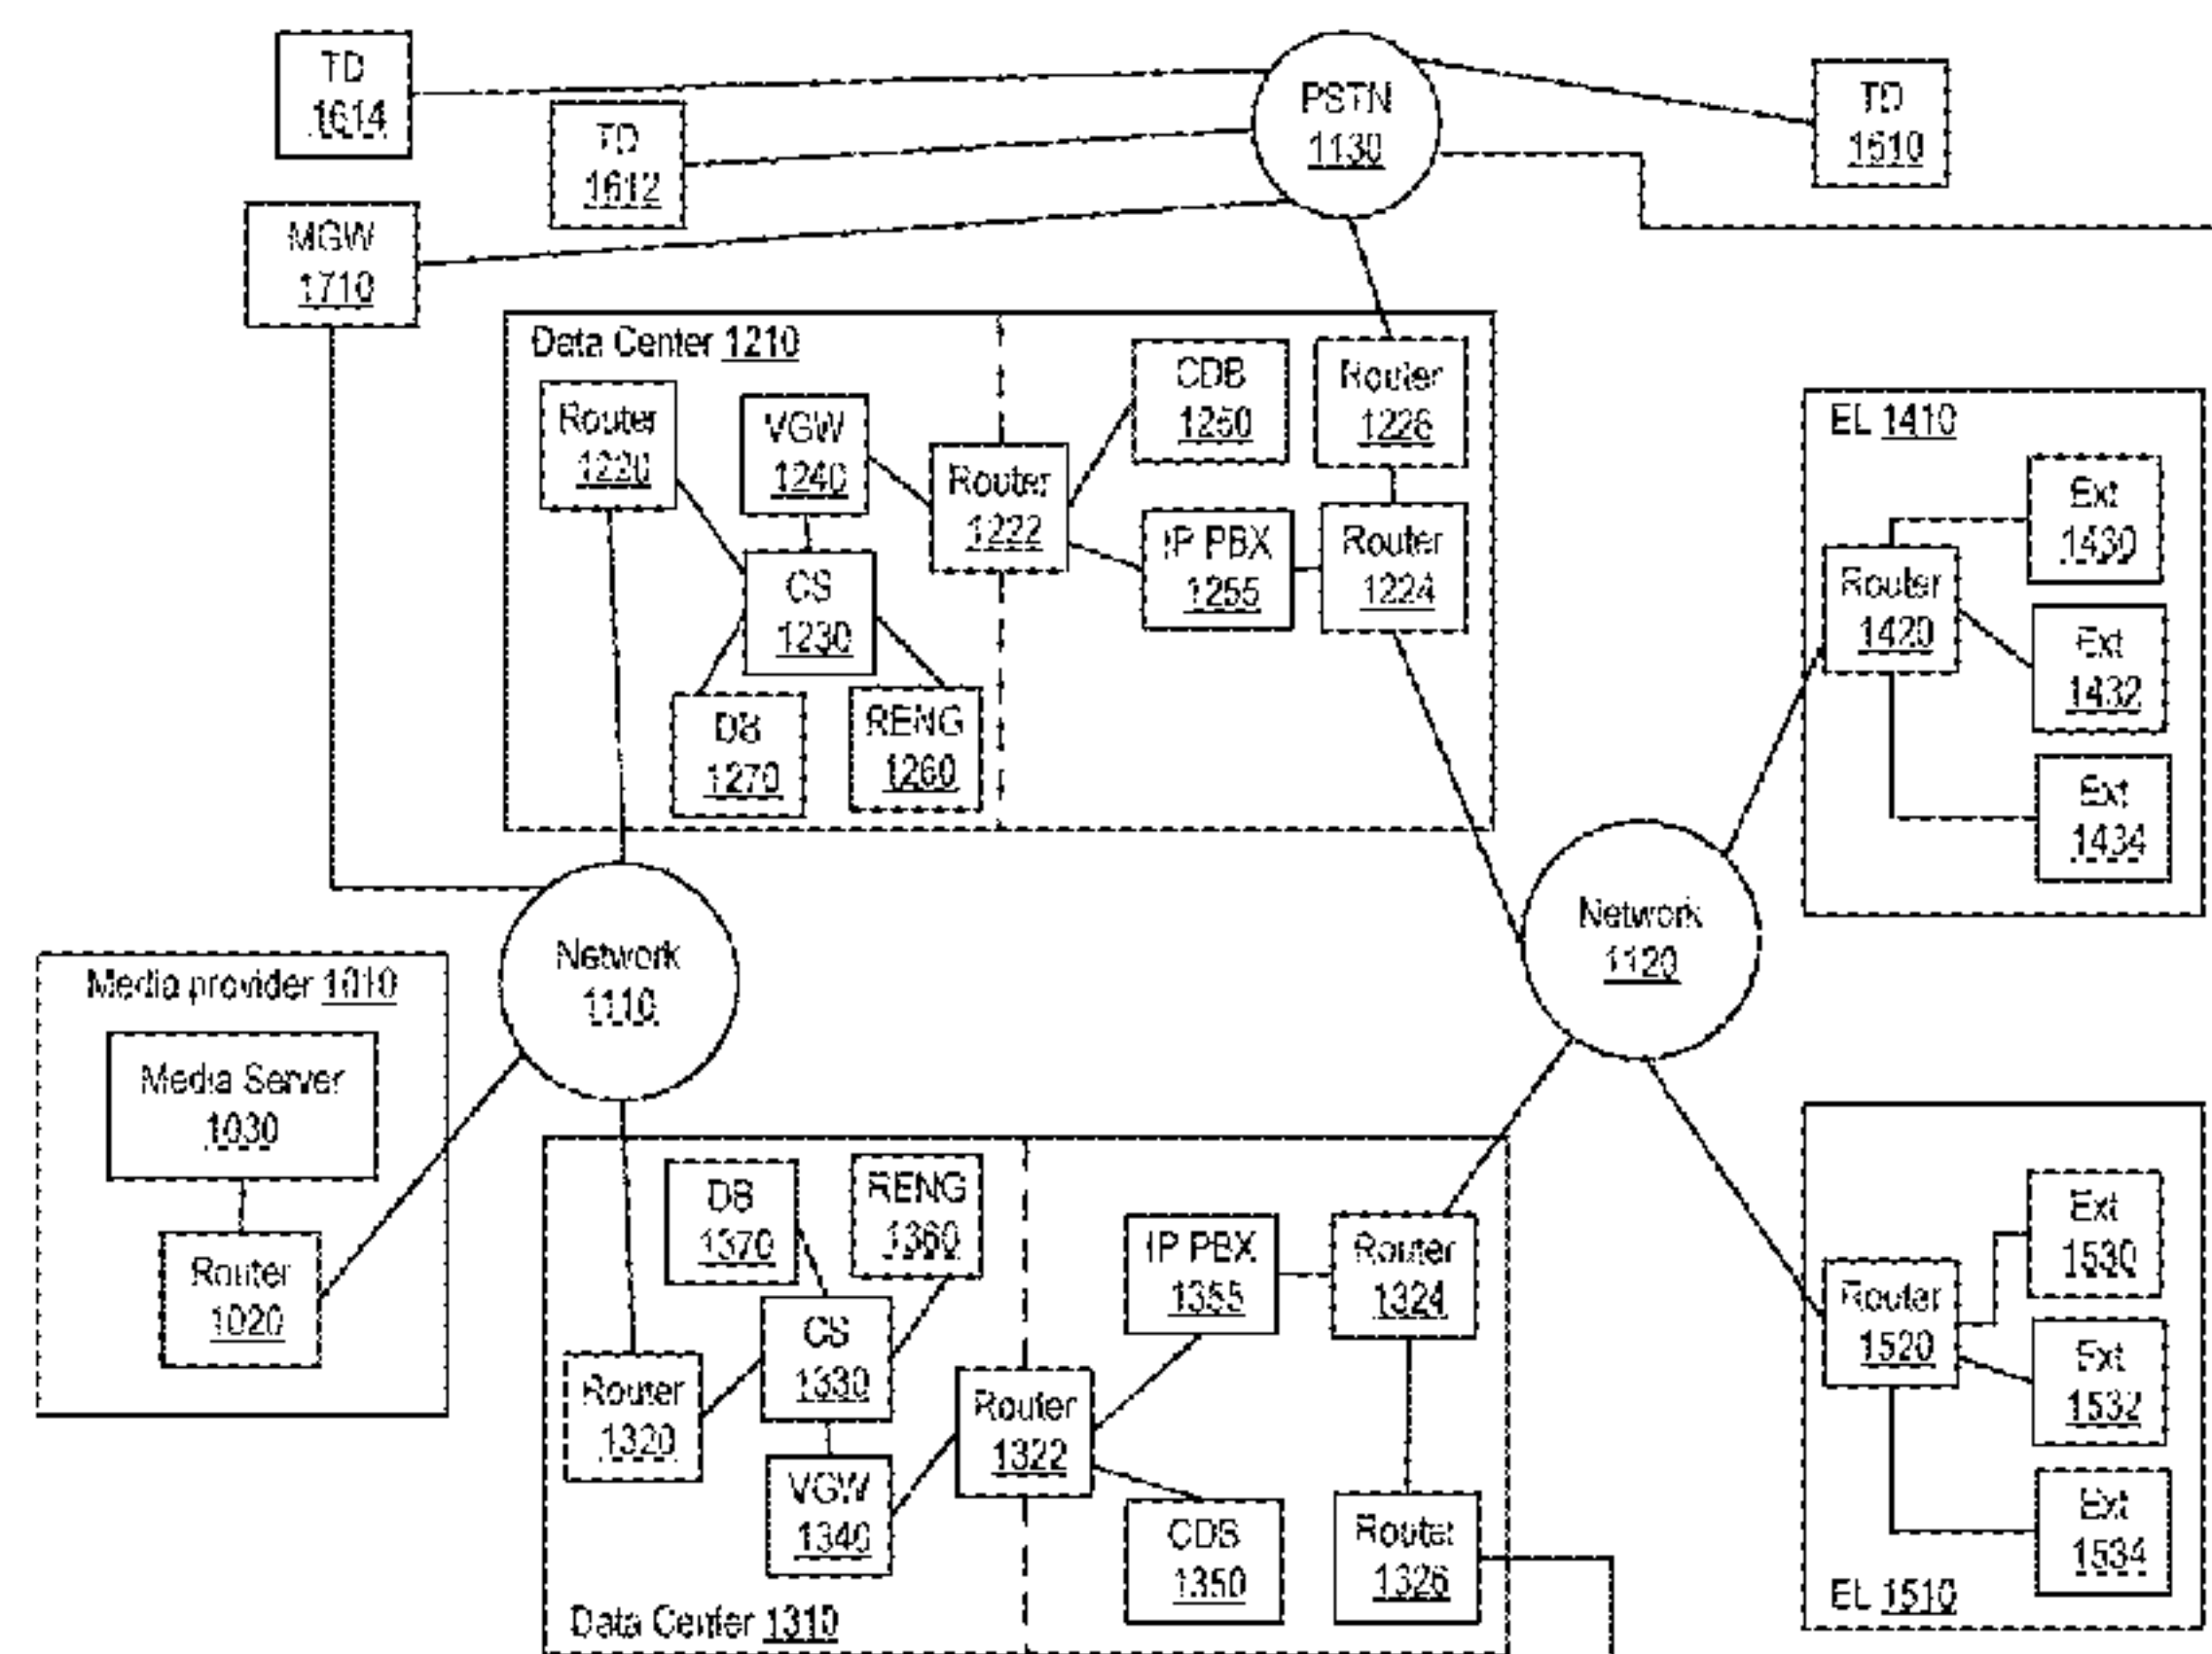 TD
1614
TD
1612
PSTN
1130
TD
1610
MGW
1710
Data Center 1210
Router
1220
VGW
1240
Router
1222
CDB
1250
Router
1226
CS
1230
IP PBX
1255
Router
1224
DB
1270
RENG
1260
EL 1410
Router
1420
Ext
1430
Ext
1432
Ext
1434
Network
1110
Network
1120
Media provider 1010
Media Server
1030
Router
1020
DB
1370
RENG
1360
CS
1330
Router
1320
VGW
1340
Router
1322
IP PBX
1355
Router
1324
CDB
1350
Router
1326
Data Center 1310
Router
1520
Ext
1530
Ext
1532
Ext
1534
EL 1510